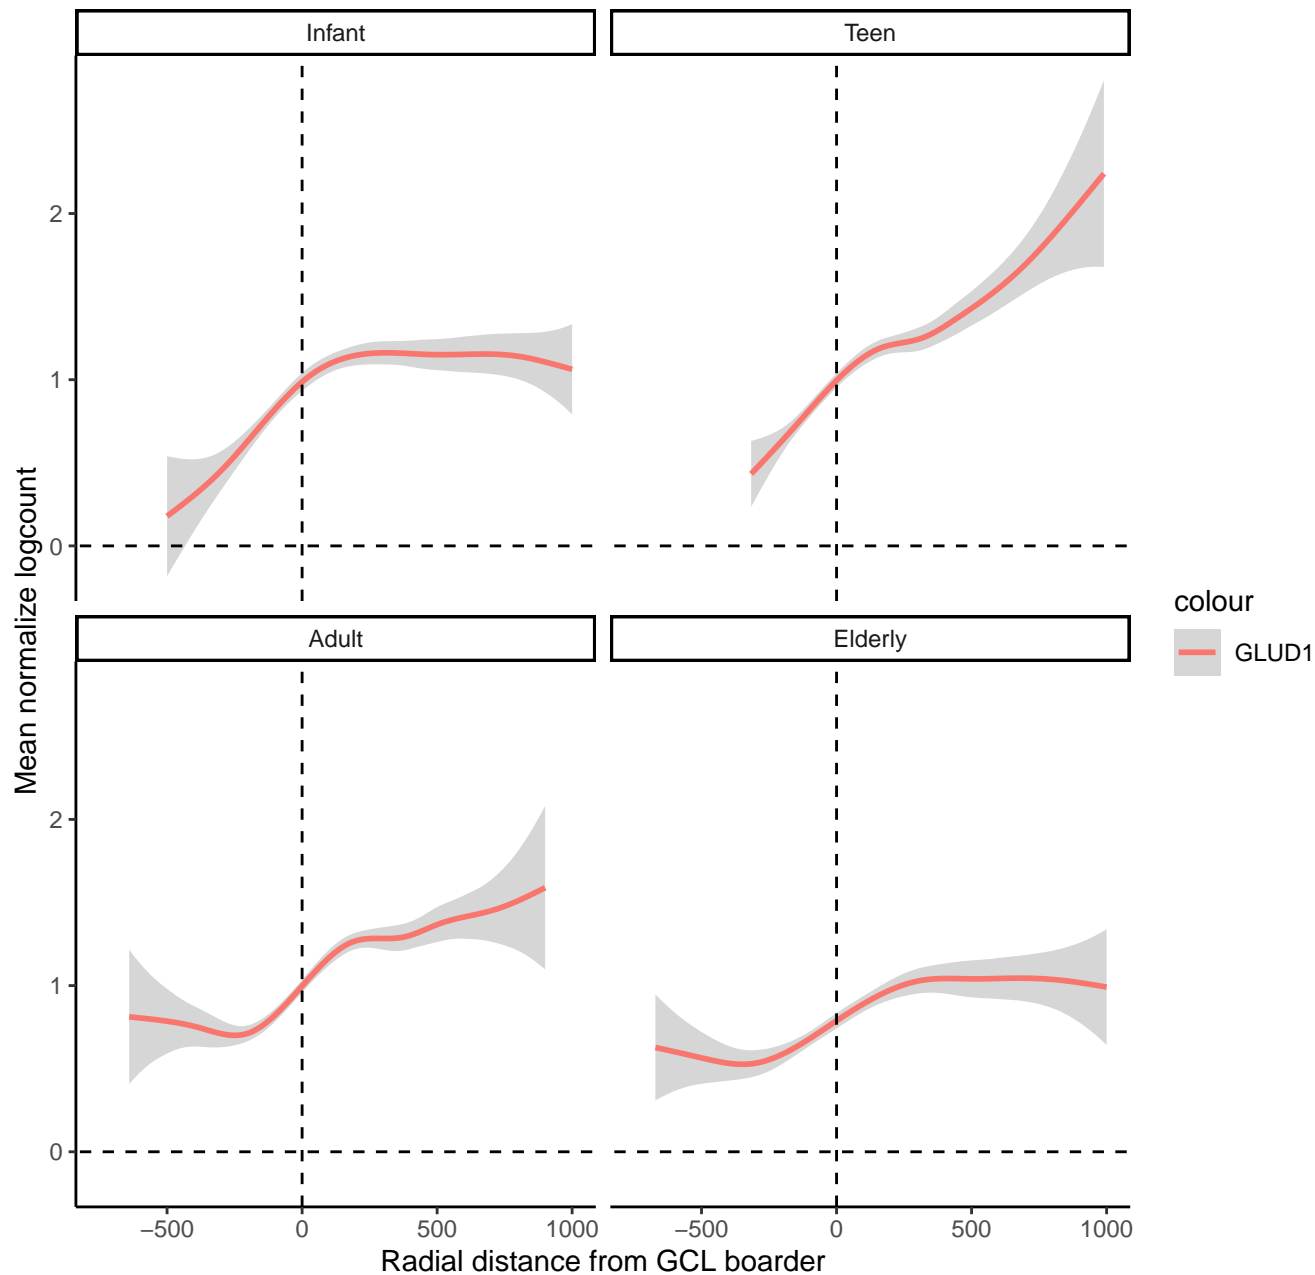 Infant
Teen
2
1
0
Adult
Elderly
2
1
0
−500 0 500 1000
−500 0 500 1000
Radial distance from GCL boarder
Mean normalize logcount
colour
GLUD1